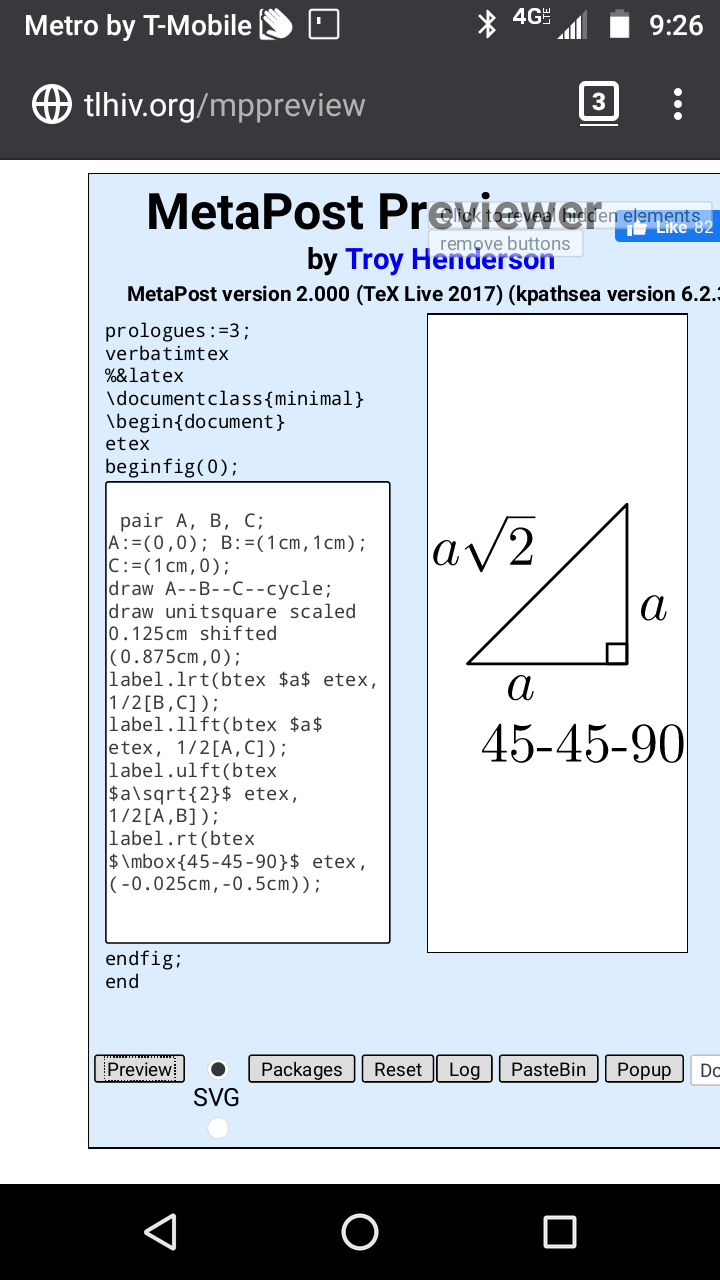 Metro by T-Mobile 4G LTE 9:26
tlhiv.org/mppreview 3
MetaPost Previewer
Click to reveal hidden elements
Like 82
remove buttons
by Troy Henderson
MetaPost version 2.000 (TeX Live 2017) (kpathsea version 6.2.
prologues:=3;
verbatimtex
%&latex
\documentclass{minimal}
\begin{document}
etex
beginfig(0);
pair A, B, C;
A:=(0,0); B:=(1cm,1cm);
C:=(1cm,0);
draw A--B--C--cycle;
draw unitsquare scaled
0.125cm shifted
(0.875cm,0);
label.lrt(btex $a$ etex,
1/2[B,C]);
label.llft(btex $a$
etex, 1/2[A,C]);
label.ulft(btex
$a\sqrt{2}$ etex,
1/2[A,B]);
label.rt(btex
$\mbox{45-45-90}$ etex,
(-0.025cm,-0.5cm));
endfig;
end
a√2
a
a
45-45-90
Preview
SVG
Packages
Reset
Log
PasteBin
Popup
Do